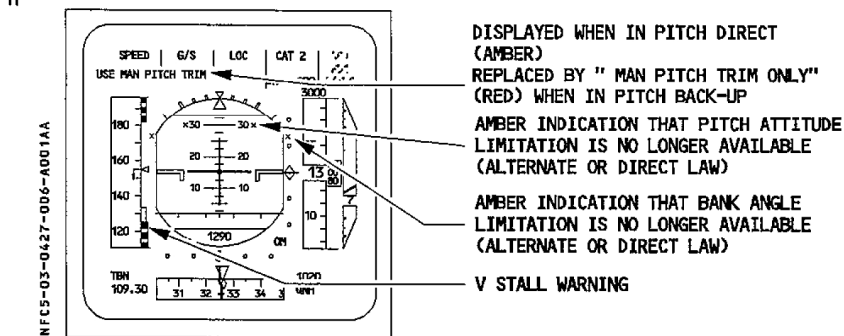 DISPLAYED WHEN IN PITCH DIRECT
(AMBER)
REPLACED BY " MAN PITCH TRIM ONLY"
(RED) WHEN IN PITCH BACK-UP
AMBER INDICATION THAT PITCH ATTITUDE
LIMITATION IS NO LONGER AVAILABLE
(ALTERNATE OR DIRECT LAW)
AMBER INDICATION THAT BANK ANGLE
LIMITATION IS NO LONGER AVAILABLE
(ALTERNATE OR DIRECT LAW)
V STALL WARNING
SPEED G/S LOC CAT 2
USE MAN PITCH TRIM
3000
180
160
140
120
×30 30×
20 20
10 10
13
80
10
1290
OM
TBN
109.30
31 32 33 34 3
1020
NFC5-03-0427-006-A001AA